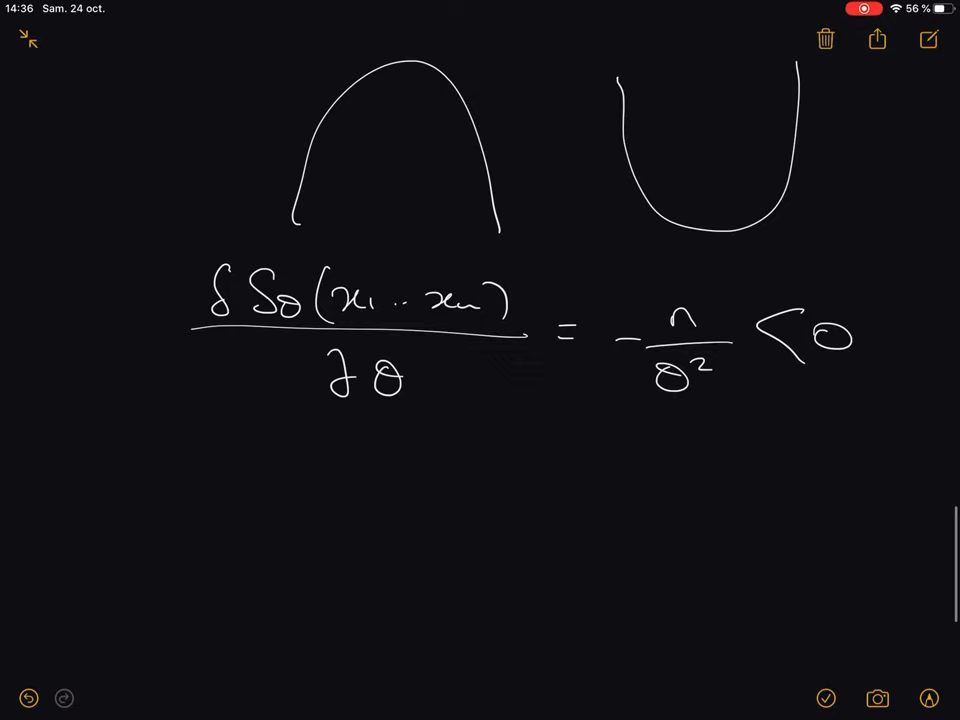 14:36 Sam. 24 oct. 56 %
∂ Sθ (x₁ .. xₙ) / ∂ θ = - n / θ² < 0